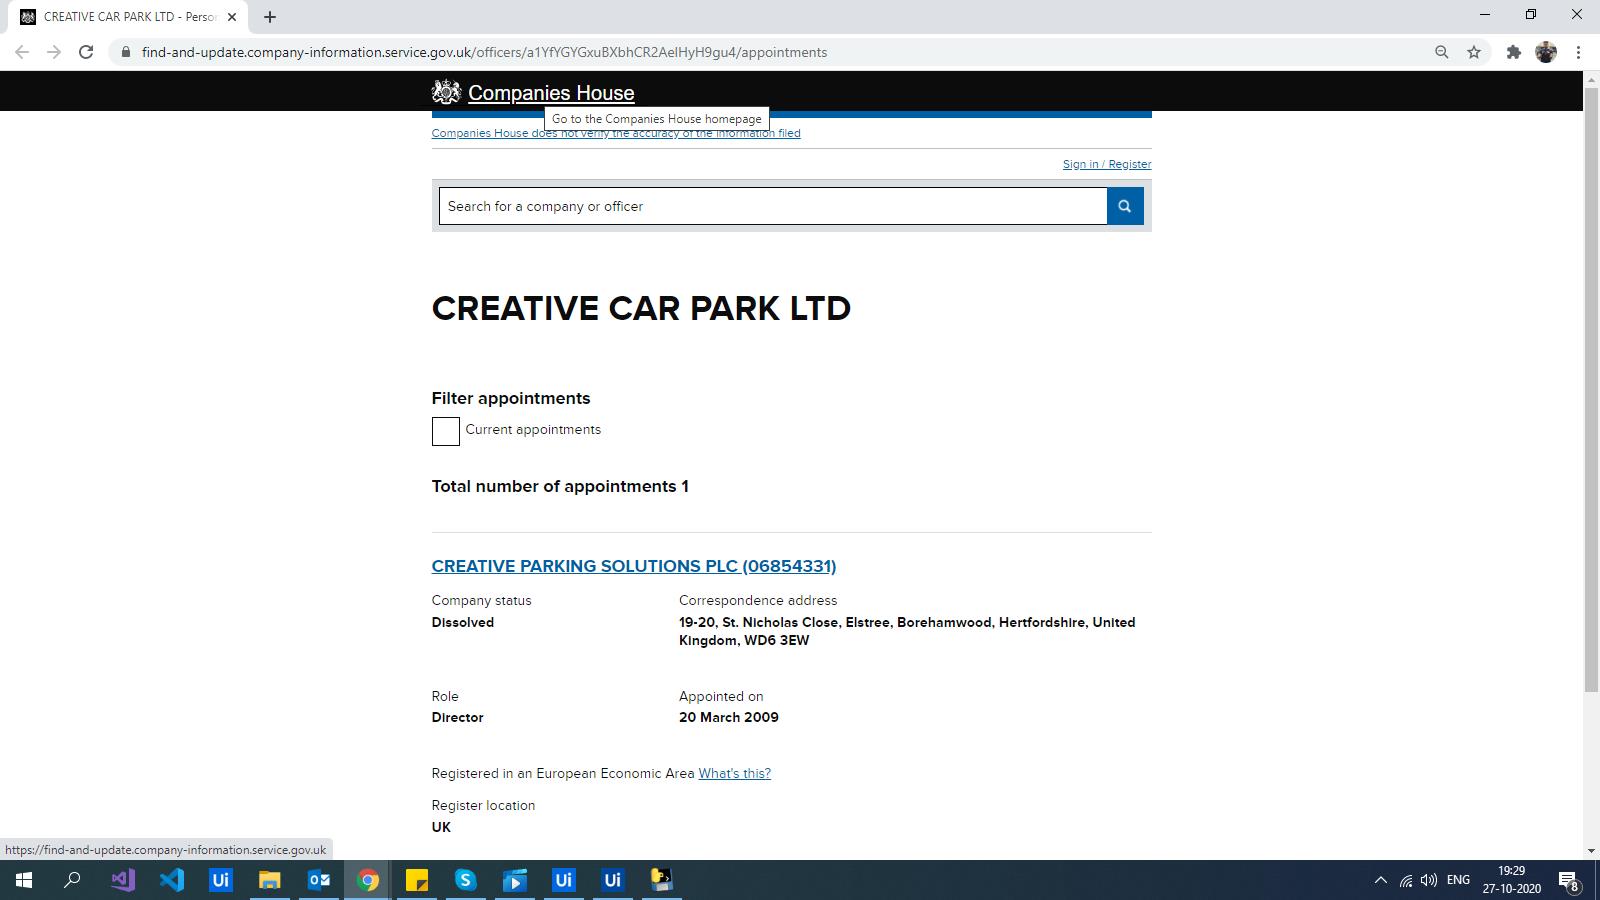 CREATIVE CAR PARK LTD - Person
find-and-update.company-information.service.gov.uk/officers/a1YfYGYGxuBXbhCR2AelHyH9gu4/appointments
Companies House
Go to the Companies House homepage
Companies House does not verify the accuracy of the information filed
Sign in / Register
Search for a company or officer
CREATIVE CAR PARK LTD
Filter appointments
Current appointments
Total number of appointments 1
CREATIVE PARKING SOLUTIONS PLC (06854331)
Company status Correspondence address
Dissolved 19-20, St. Nicholas Close, Elstree, Borehamwood, Hertfordshire, United
Kingdom, WD6 3EW
Role Appointed on
Director 20 March 2009
Registered in an European Economic Area What's this?
Register location
UK
https://find-and-update.company-information.service.gov.uk
Ui Ui Ui ENG 19:29
27-10-2020 8